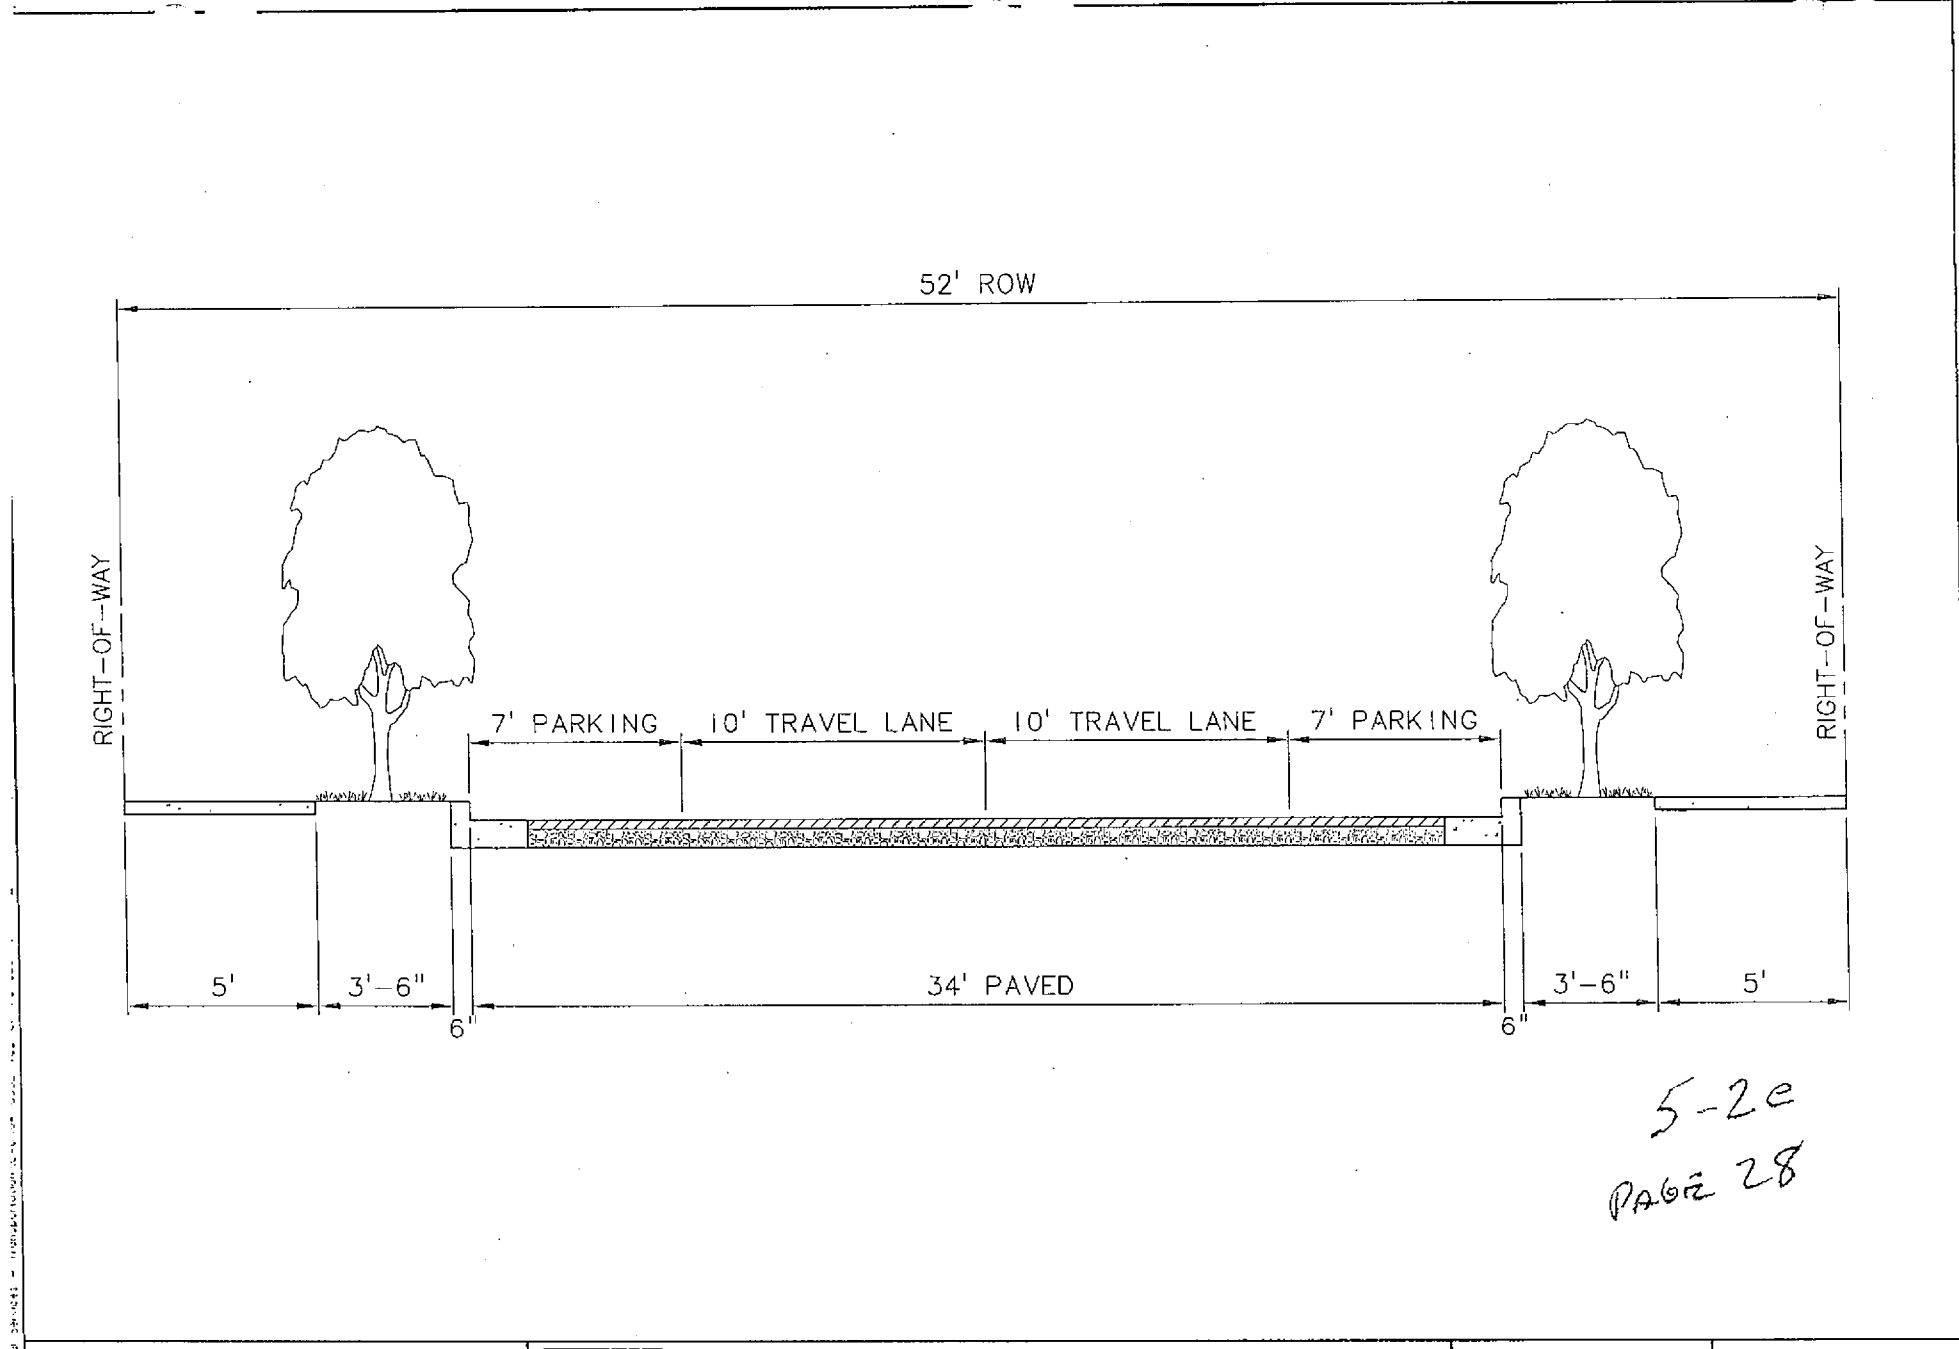 52' ROW
RIGHT-OF-WAY
RIGHT-OF-WAY
7' PARKING
10' TRAVEL LANE
10' TRAVEL LANE
7' PARKING
5'
3'-6"
34' PAVED
3'-6"
5'
6"
6"
5-2e
PAGE 28